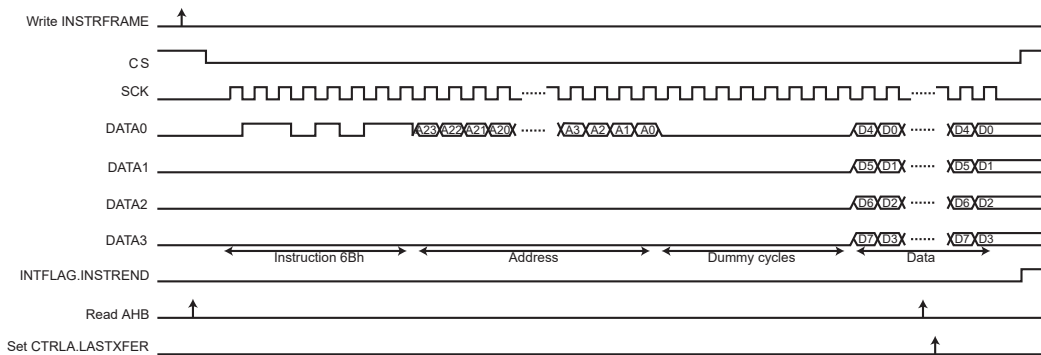 Write INSTRFRAME
CS
SCK
DATA0 A23 A22 A21 A20 ...... A3 A2 A1 A0 D4 D0 ...... D4 D0
DATA1 D5 D1 ...... D5 D1
DATA2 D6 D2 ...... D6 D2
DATA3 D7 D3 ...... D7 D3
Instruction 6Bh Address Dummy cycles Data
INTFLAG.INSTREND
Read AHB
Set CTRLA.LASTXFER